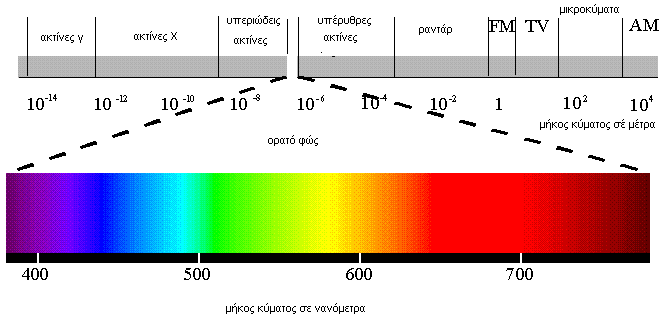 ακτίνες γ ακτίνες Χ υπεριώδεις ακτίνες υπέρυθρες ακτίνες ραντάρ FM TV μικροκύματα AM
10⁻¹⁴ 10⁻¹² 10⁻¹⁰ 10⁻⁸ 10⁻⁶ 10⁻⁴ 10⁻² 1 10² 10⁴
μήκος κύματος σέ μέτρα
ορατό φώς
400 500 600 700
μήκος κύματος σε νανόμετρα